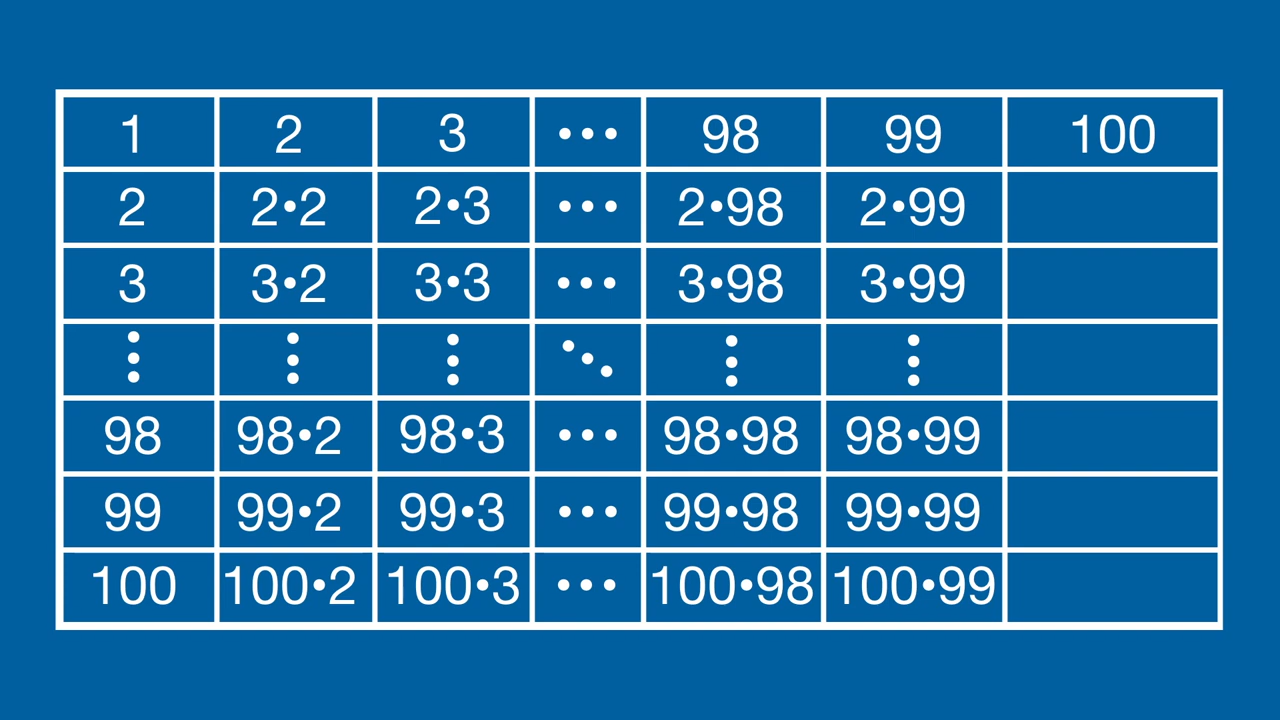 1 2 3 ••• 98 99 100
2 2•2 2•3 ••• 2•98 2•99
3 3•2 3•3 ••• 3•98 3•99
⋮ ⋮ ⋮ ⋱ ⋮ ⋮
98 98•2 98•3 ••• 98•98 98•99
99 99•2 99•3 ••• 99•98 99•99
100 100•2 100•3 ••• 100•98 100•99